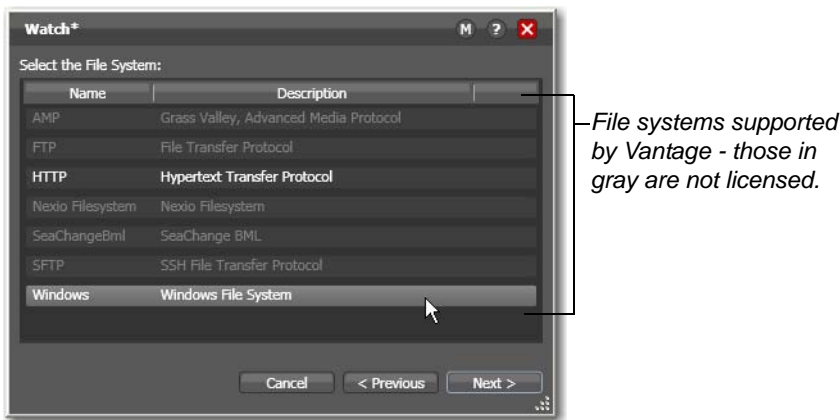 Watch* M ?
Select the File System:
Name Description
AMP Grass Valley, Advanced Media Protocol
FTP File Transfer Protocol
HTTP Hypertext Transfer Protocol
Nexio Filesystem Nexio Filesystem
SeaChangeBml SeaChange BML
SFTP SSH File Transfer Protocol
Windows Windows File System
Cancel < Previous Next >
File systems supported
by Vantage - those in
gray are not licensed.